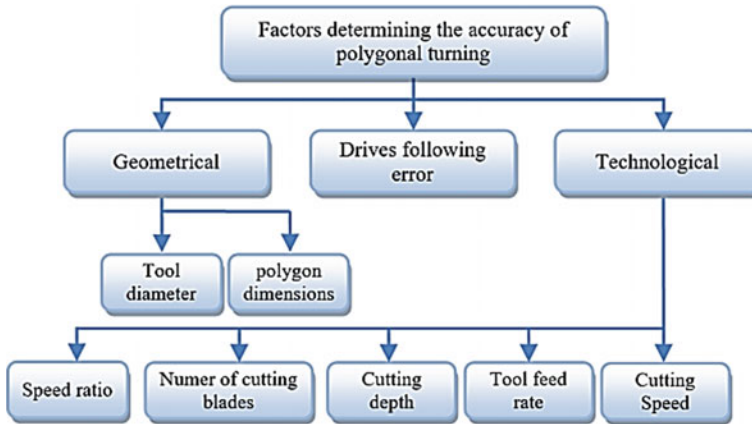 Factors determining the accuracy of
polygonal turning
Geometrical
Drives following
error
Technological
Tool
diameter
polygon
dimensions
Speed ratio
Numer of cutting
blades
Cutting
depth
Tool feed
rate
Cutting
Speed